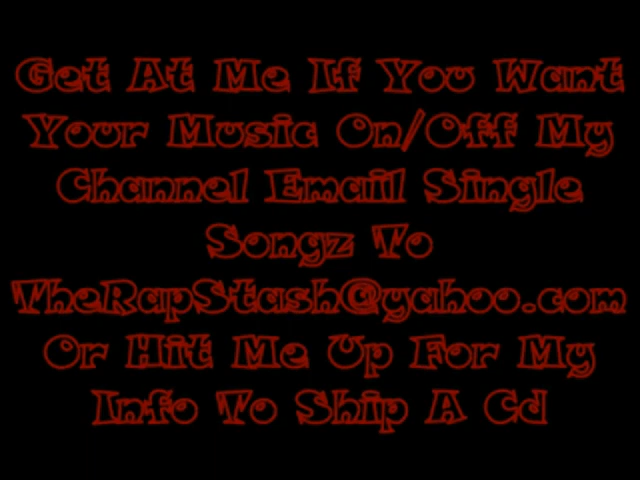 Get At Me If You Want
Your Music On/Off My
Channel Email Single
Songz To
TheRapStash@yahoo.com
Or Hit Me Up For My
Info To Ship A Cd